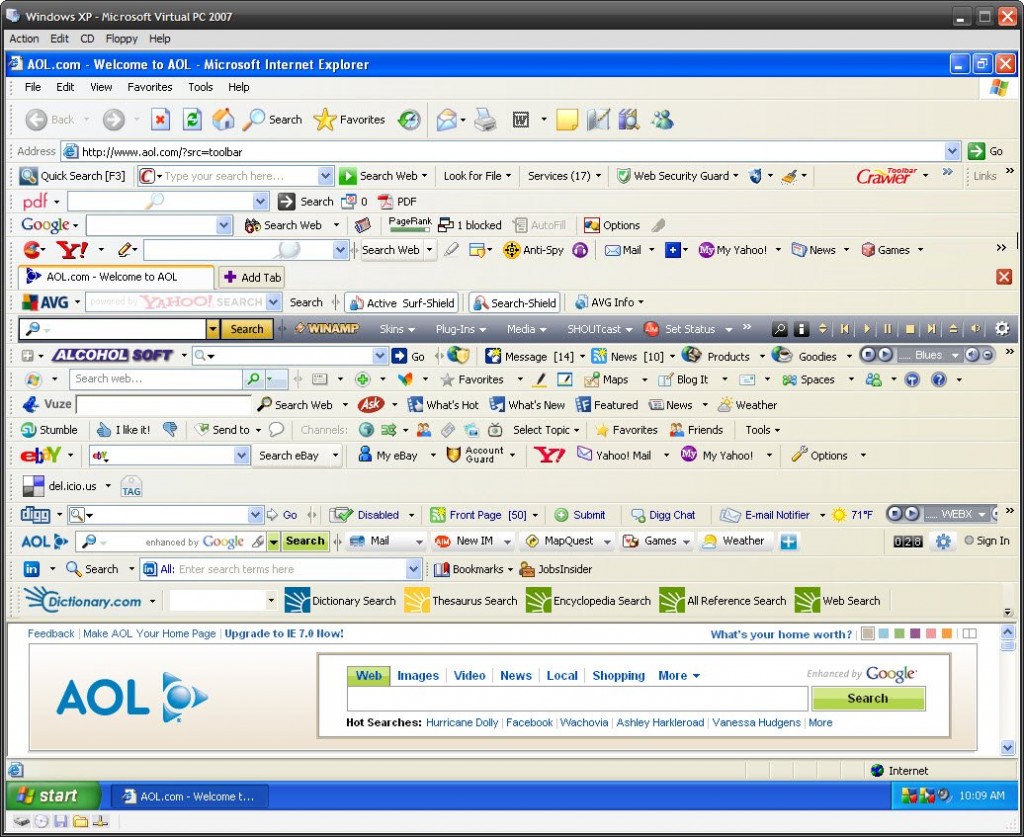 Windows XP - Microsoft Virtual PC 2007
Action Edit CD Floppy Help
AOL.com - Welcome to AOL - Microsoft Internet Explorer
File Edit View Favorites Tools Help
Back Search Favorites
Address http://www.aol.com/?src=toolbar Go
Quick Search [F3] Type your search here... Search Web Look for File Services (17) Web Security Guard Crawler Toolbar Links
pdf Search 0 PDF
Google Search Web PageRank 1 blocked AutoFill Options
Y! Search Web Anti-Spy Mail My Yahoo! News Games
AOL.com - Welcome to AOL Add Tab
AVG powered by YAHOO! SEARCH Search Active Surf-Shield Search-Shield AVG Info
Search WINAMP Skins Plug-Ins Media SHOUTcast Set Status
ALCOHOL SOFT Go Message [14] News [10] Products Goodies .... Blues
Search web... Favorites Maps Blog It Spaces
Vuze Search Web Ask What's Hot What's New Featured News Weather
Stumble I like it! Send to Channels: Select Topic Favorites Friends Tools
ebY eb Search eBay My eBay Account Guard Y! Yahoo! Mail My Yahoo! Options
del.icio.us TAG
digg Go Disabled Front Page [50] Submit Digg Chat E-mail Notifier 71°F ..... WEBX
AOL enhanced by Google Search Mail New IM MapQuest Games Weather 028 Sign In
in Search in All: Enter search terms here Bookmarks JobsInsider
Dictionary.com Dictionary Search Thesaurus Search Encyclopedia Search All Reference Search Web Search
Feedback | Make AOL Your Home Page | Upgrade to IE 7.0 Now! What's your home worth?
AOL
Web Images Video News Local Shopping More Enhanced by Google
Search
Hot Searches: Hurricane Dolly | Facebook | Wachovia | Ashley Harkleroad | Vanessa Hudgens | More
Internet
start AOL.com - Welcome t... 10:09 AM